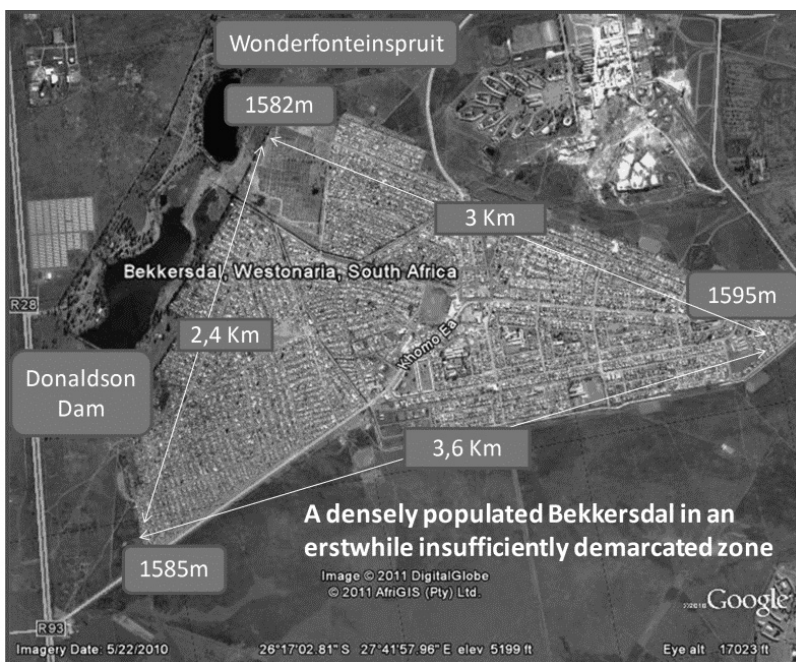 Wonderfonteinspruit
1582m
3 Km
Bekkersdal, Westonaria, South Africa
1595m
R28
2,4 Km
Khomo Ea
Donaldson
Dam
3,6 Km
A densely populated Bekkersdal in an
erstwhile insufficiently demarcated zone
1585m
Image © 2011 DigitalGlobe
© 2011 AfriGIS (Pty) Ltd.
Google
R93
Imagery Date: 5/22/2010 26°17'02.81" S 27°41'57.96" E elev 5199 ft Eye alt 17023 ft